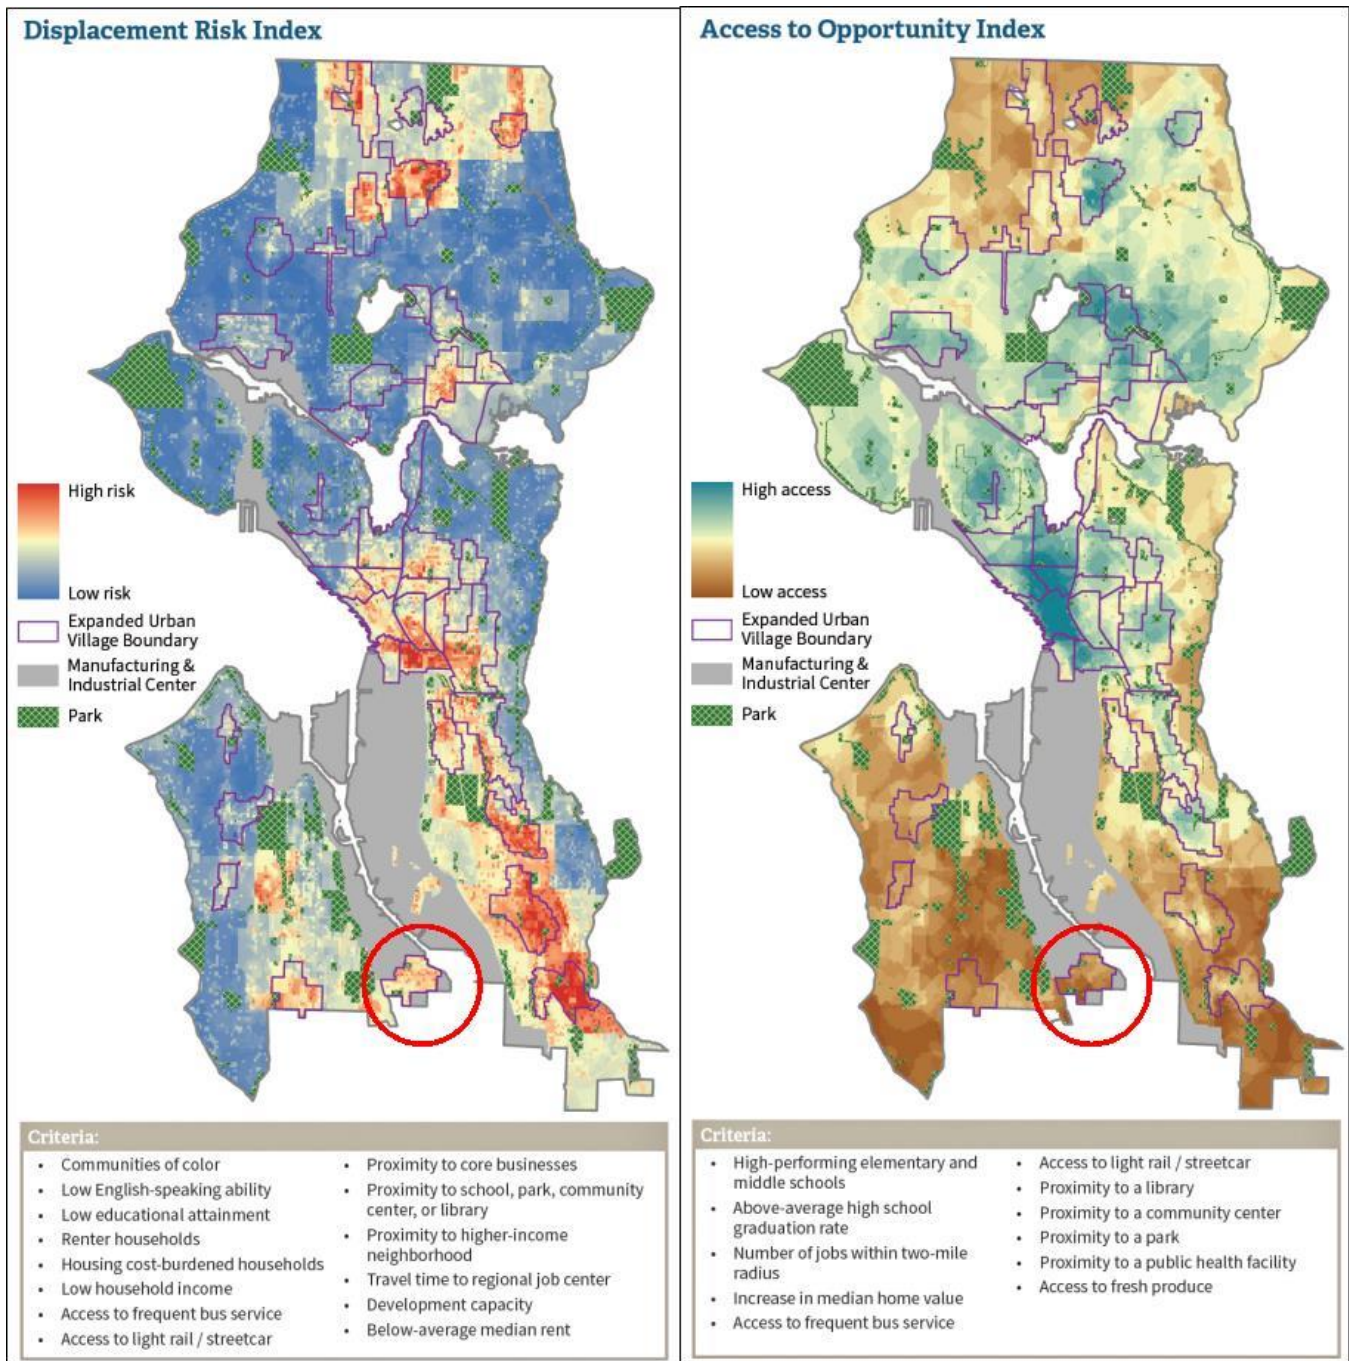 Displacement Risk Index
High risk
Low risk
Expanded Urban
Village Boundary
Manufacturing &
Industrial Center
Park
Criteria:
• Communities of color
• Low English-speaking ability
• Low educational attainment
• Renter households
• Housing cost-burdened households
• Low household income
• Access to frequent bus service
• Access to light rail / streetcar
• Proximity to core businesses
• Proximity to school, park, community
center, or library
• Proximity to higher-income
neighborhood
• Travel time to regional job center
• Development capacity
• Below-average median rent
Access to Opportunity Index
High access
Low access
Expanded Urban
Village Boundary
Manufacturing &
Industrial Center
Park
Criteria:
• High-performing elementary and
middle schools
• Above-average high school
graduation rate
• Number of jobs within two-mile
radius
• Increase in median home value
• Access to frequent bus service
• Access to light rail / streetcar
• Proximity to a library
• Proximity to a community center
• Proximity to a park
• Proximity to a public health facility
• Access to fresh produce